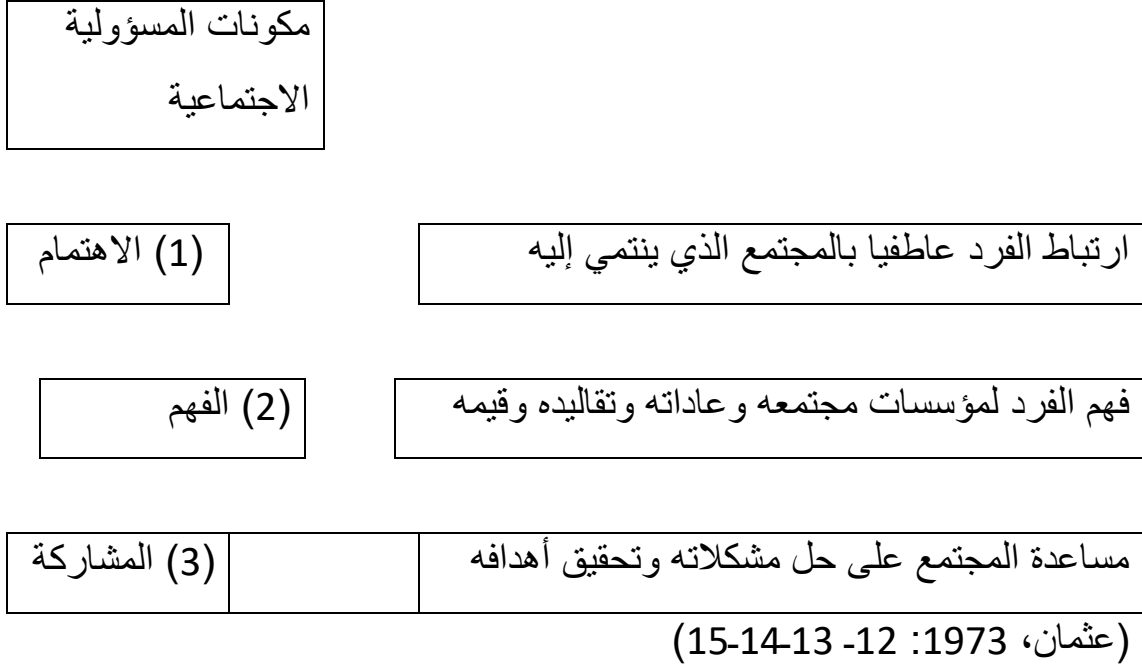 مكونات المسؤولية
الاجتماعية
ارتباط الفرد عاطفيا بالمجتمع الذي ينتمي إليه
(1) الاهتمام
فهم الفرد لمؤسسات مجتمعه وعاداته وتقاليده وقيمه
(2) الفهم
مساعدة المجتمع على حل مشكلاته وتحقيق أهدافه
(3) المشاركة
(عثمان، 1973: 12- 13-14-15)